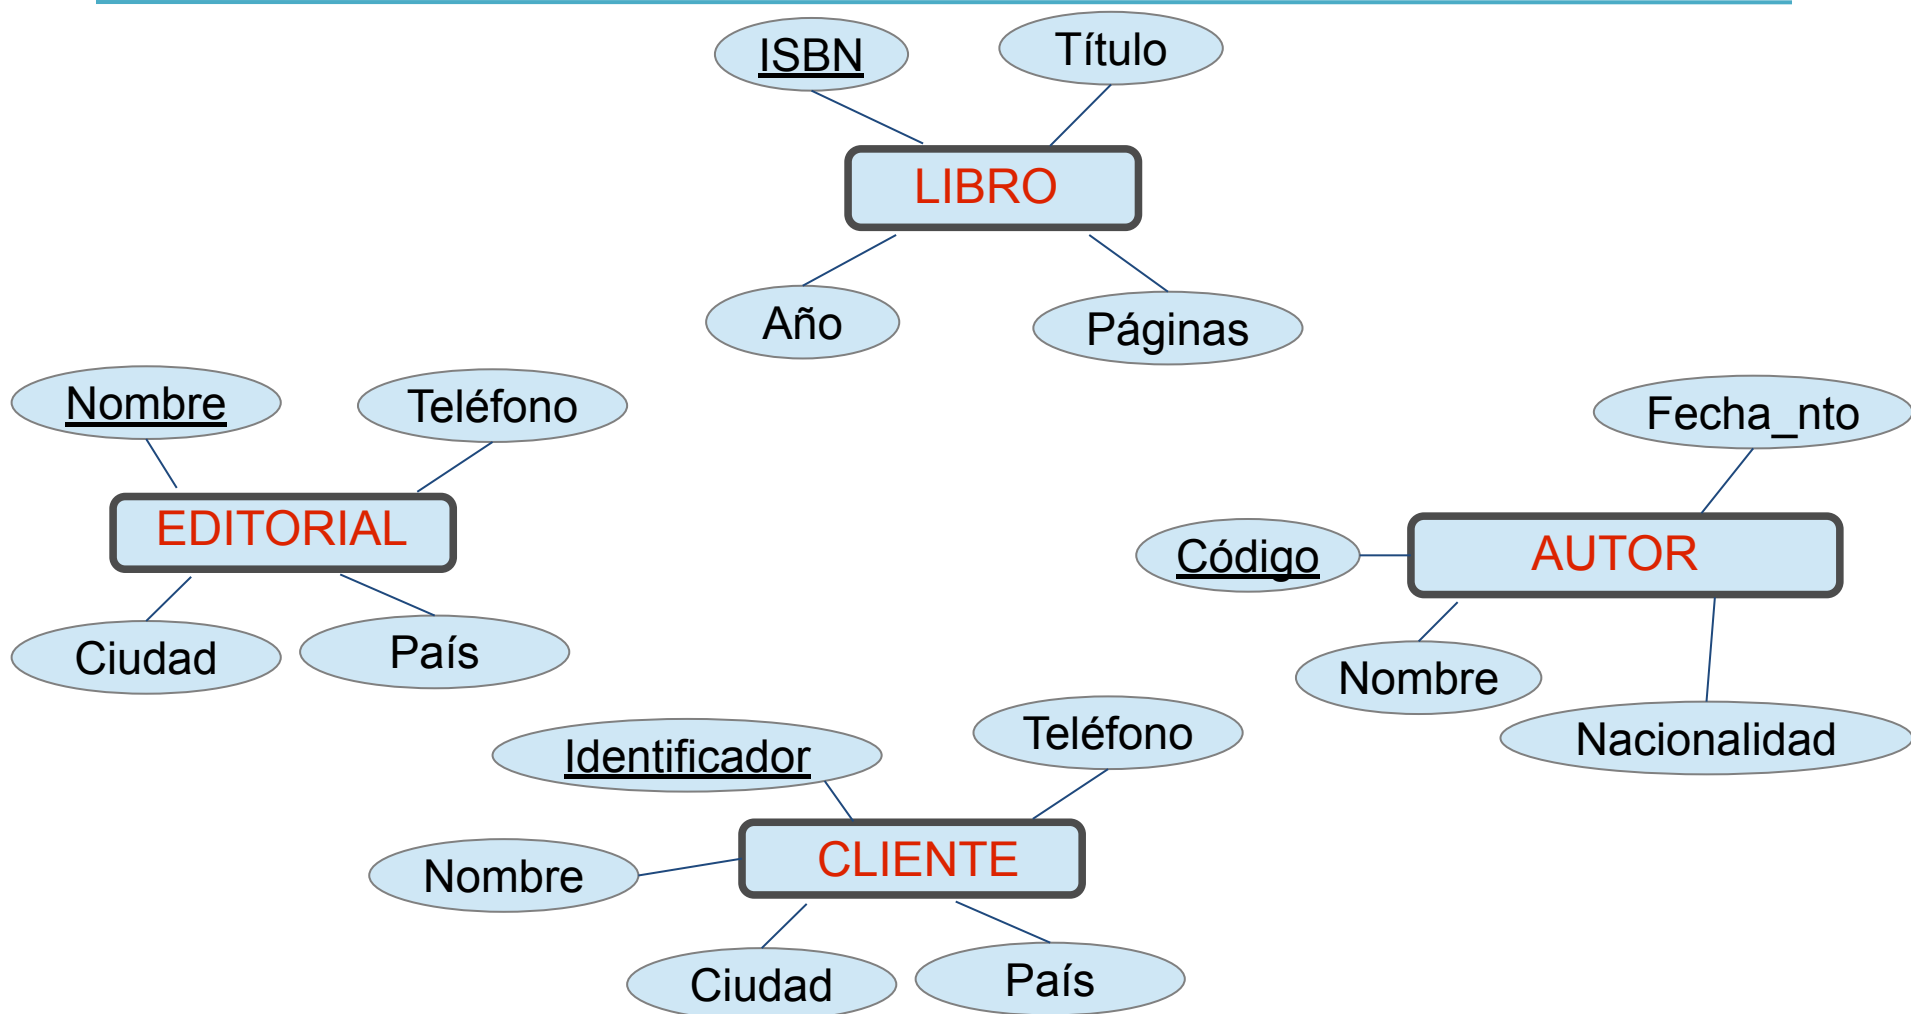 ISBN
Título
LIBRO
Año
Páginas
Nombre
Teléfono
EDITORIAL
Ciudad
País
Fecha_nto
Código
AUTOR
Nombre
Nacionalidad
Identificador
Teléfono
Nombre
CLIENTE
Ciudad
País